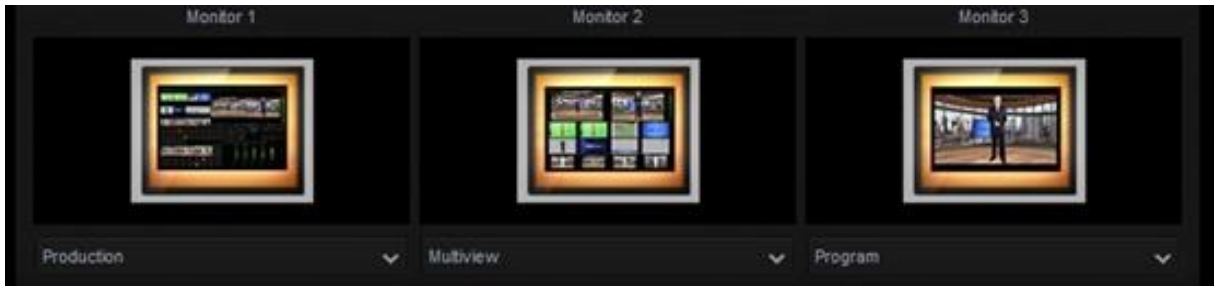 Monitor 1
Monitor 2
Monitor 3
Production
Multiview
Program